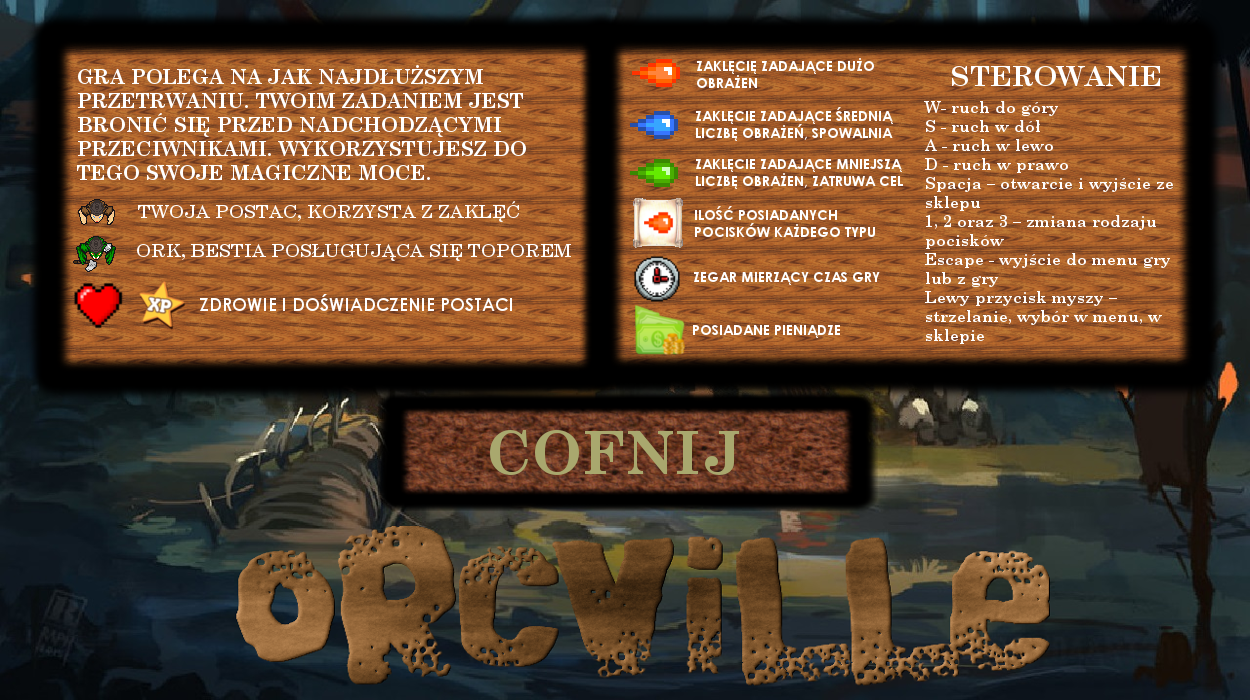 GRA POLEGA NA JAK NAJDŁUŻSZYM
PRZETRWANIU. TWOIM ZADANIEM JEST
BRONIĆ SIĘ PRZED NADCHODZĄCYMI
PRZECIWNIKAMI. WYKORZYSTUJESZ DO
TEGO SWOJE MAGICZNE MOCE.
TWOJA POSTAC, KORZYSTA Z ZAKLĘĆ
ORK, BESTIA POSŁUGUJĄCA SIĘ TOPOREM
XP
ZDROWIE I DOŚWIADCZENIE POSTACI
ZAKLĘCIĘ ZADAJĄCE DUŻO
OBRAŻEŃ
ZAKLĘCIE ZADAJĄCE ŚREDNIĄ
LICZBĘ OBRAŻEŃ, SPOWALNIA
ZAKLĘCIE ZADAJĄCE MNIEJSZĄ
LICZBĘ OBRAŻEN, ZATRUWA CEL
ILOŚĆ POSIADANYCH
POCISKÓW KAŻDEGO TYPU
ZEGAR MIERZĄCY CZAS GRY
POSIADANE PIENIĄDZE
STEROWANIE
W- ruch do góry
S - ruch w dół
A - ruch w lewo
D - ruch w prawo
Spacja – otwarcie i wyjście ze
sklepu
1, 2 oraz 3 – zmiana rodzaju
pocisków
Escape - wyjście do menu gry
lub z gry
Lewy przycisk myszy –
strzelanie, wybór w menu, w
sklepie
COFNIJ
oRcViLLe